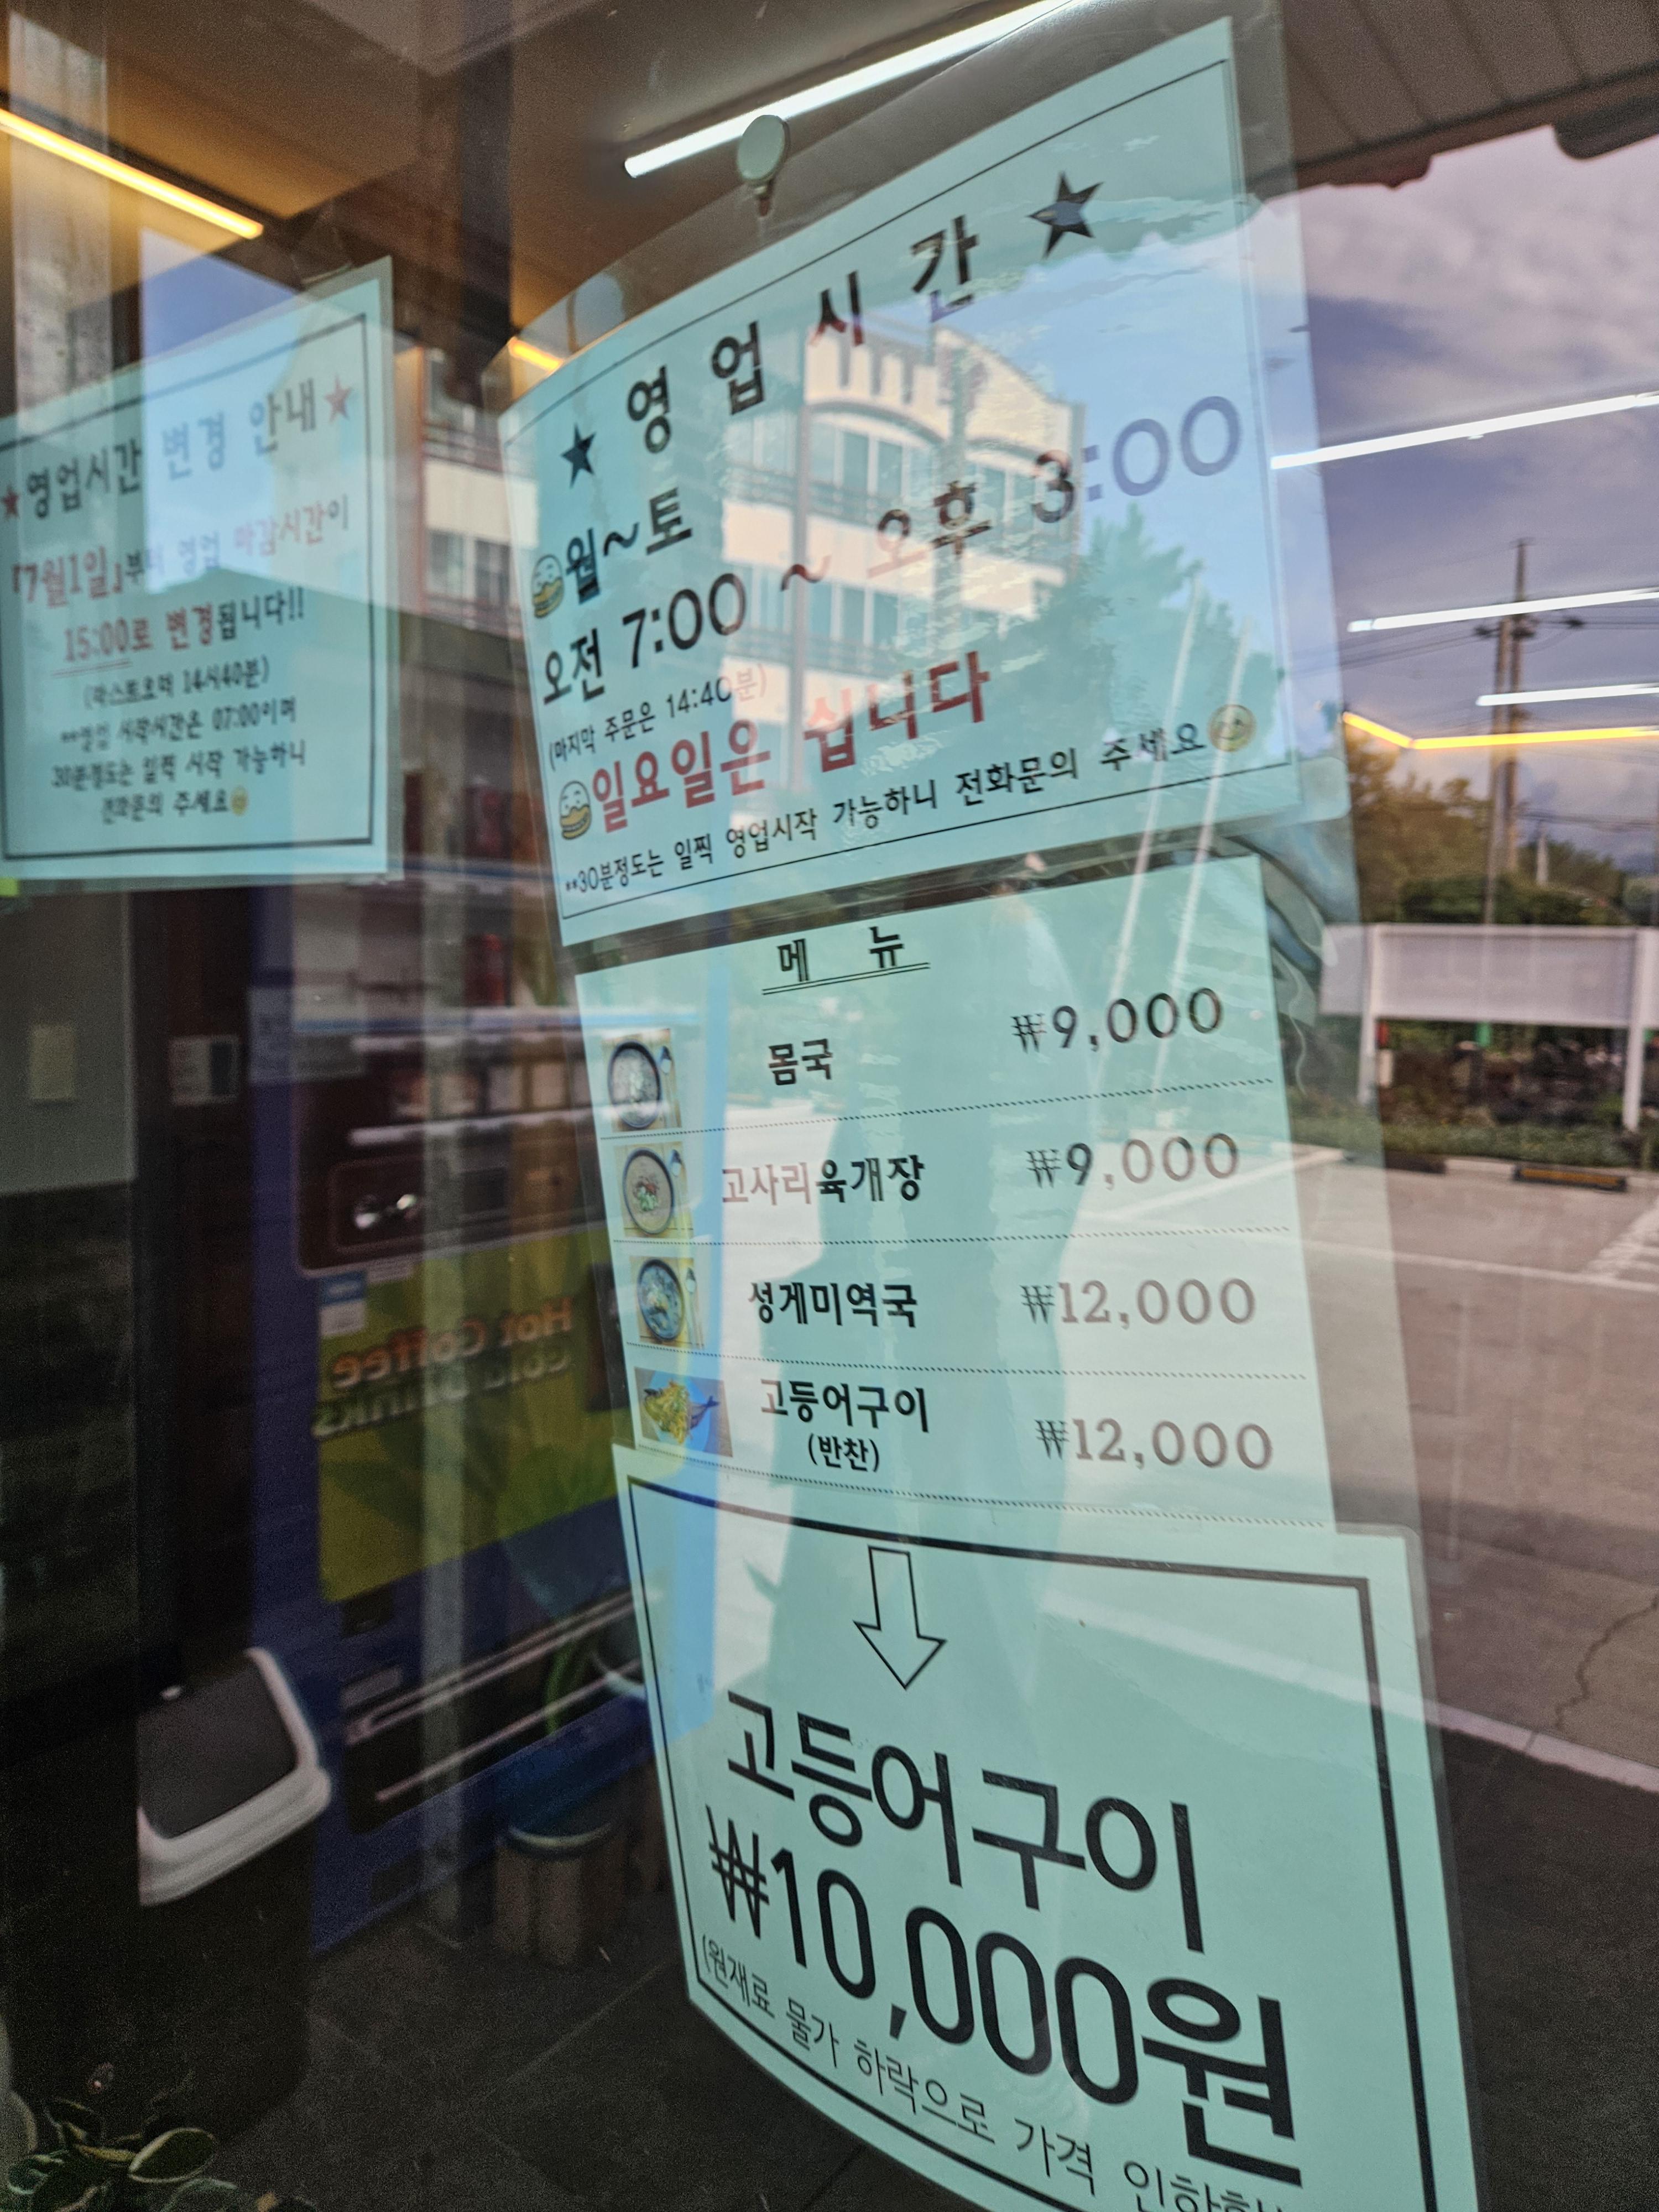 ★영업시간 변경 안내★
『7월1일』부터 영업 마감시간이
15:00로 변경됩니다!!
(라스트오더 14시40분)
**영업 시작시간은 07:00이며
30분정도는 일찍 시작 가능하니
전화문의 주세요
★ 영 업 시 간 ★
월~토
오전 7:00 ~ 오후 3:00
(마지막 주문은 14:40분)
일요일은 쉽니다
**30분정도는 일찍 영업시작 가능하니 전화문의 주세요
메 뉴
몸국 ₩9,000
고사리육개장 ₩9,000
성게미역국 ₩12,000
고등어구이 ₩12,000
(반찬)
고등어구이
₩10,000원
(원재료 물가 하락으로 가격
Hot Coffee
Cold Drinks